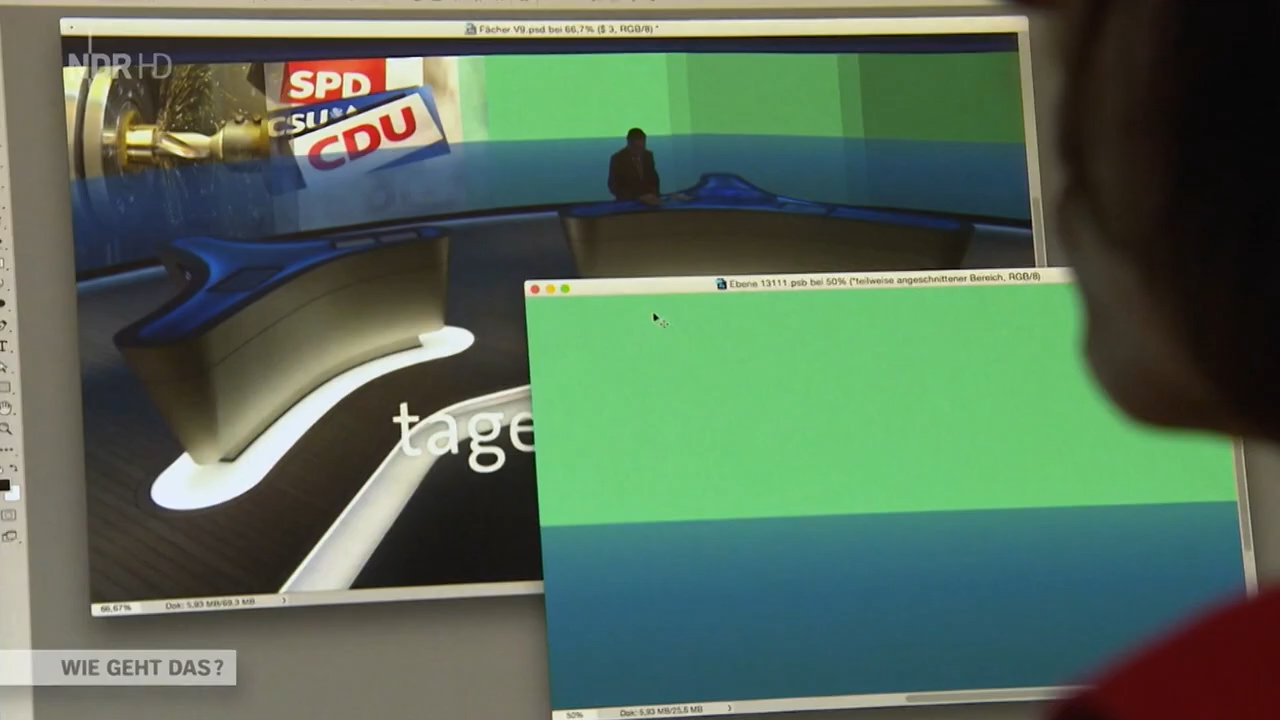 Fächer V9.psd bei 66,7% ($ 3, RGB/8) *
NDR HD
SPD
CSU
CDU
Ebene 13111.psb bei 50% (*teilweise angeschnittener Bereich, RGB/8)
tage
66,67% Dok: 5,93 MB/69,3 MB
WIE GEHT DAS?
50% Dok: 5,93 MB/25,6 MB